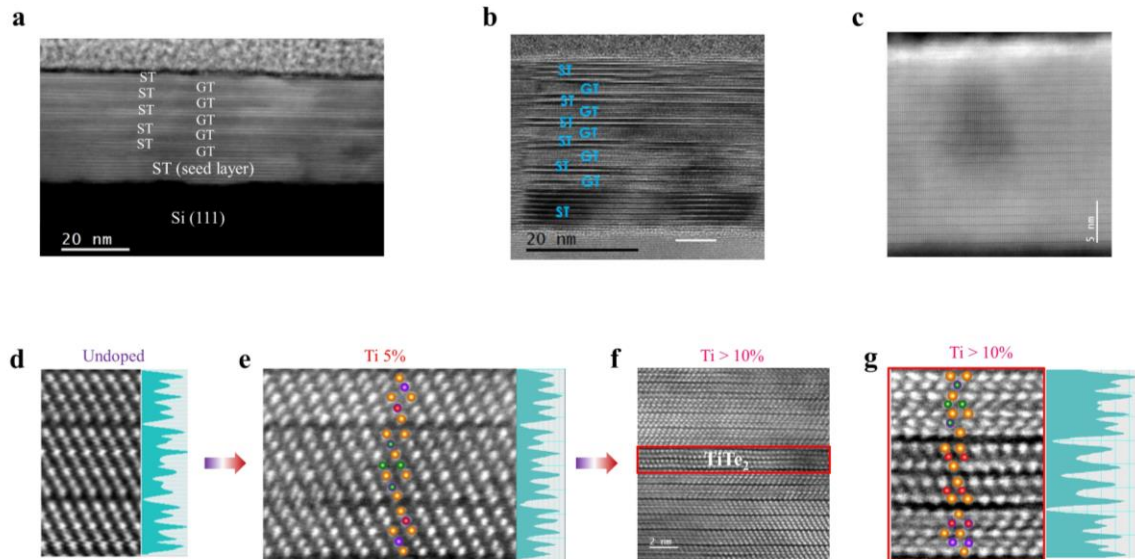 a
ST
GT
ST
GT
ST
GT
ST
GT
ST
GT
ST (seed layer)
Si (111)
20 nm
b
ST
GT
ST
GT
ST
GT
ST
GT
ST
GT
ST
20 nm
c
5 nm
d
Undoped
e
Ti 5%
f
Ti > 10%
TiTe2
2 nm
g
Ti > 10%